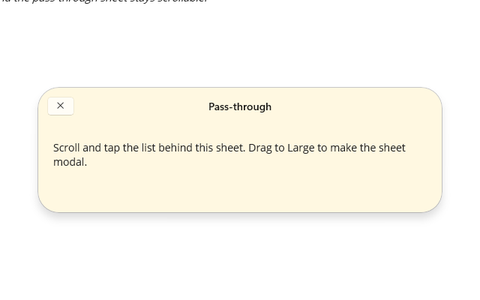 nd the pass-through sheet stays scrollable.
Pass-through
Scroll and tap the list behind this sheet. Drag to Large to make the sheet
modal.